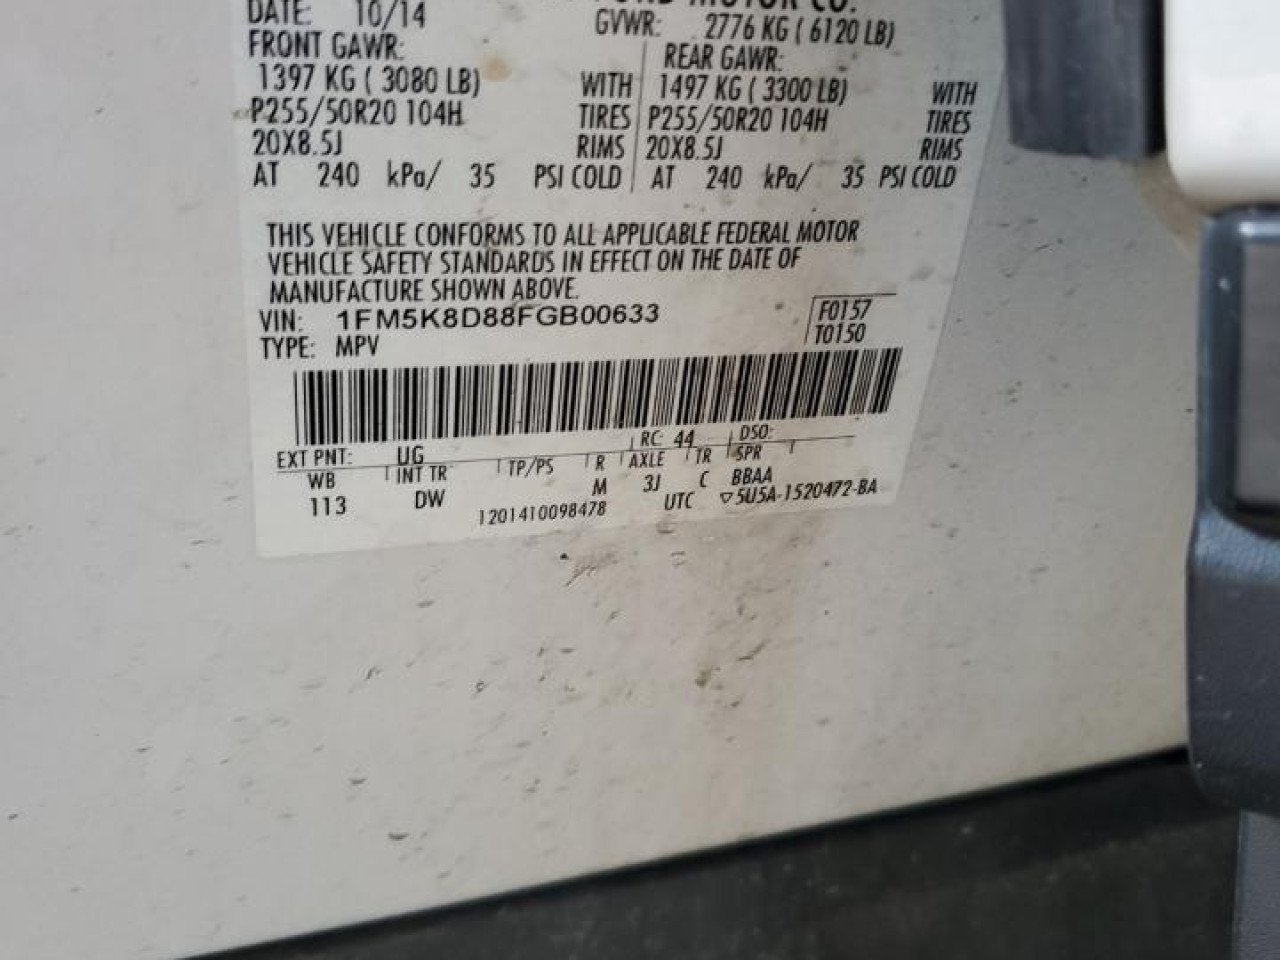 FORD MOTOR CO.
DATE: 10/14 GVWR: 2776 KG ( 6120 LB)
FRONT GAWR: REAR GAWR:
1397 KG ( 3080 LB) WITH 1497 KG ( 3300 LB) WITH
P255/50R20 104H TIRES P255/50R20 104H TIRES
20X8.5J RIMS 20X8.5J RIMS
AT 240 kPa/ 35 PSI COLD AT 240 kPa/ 35 PSI COLD
THIS VEHICLE CONFORMS TO ALL APPLICABLE FEDERAL MOTOR
VEHICLE SAFETY STANDARDS IN EFFECT ON THE DATE OF
MANUFACTURE SHOWN ABOVE.
VIN: 1FM5K8D88FGB00633 F0157
TYPE: MPV T0150
EXT PNT: UG RC: 44 DSO:
WB INT TR TP/PS R AXLE TR SPR
113 DW M 3J C BBAA
1201410098478 UTC ▽5U5A-1520472-BA